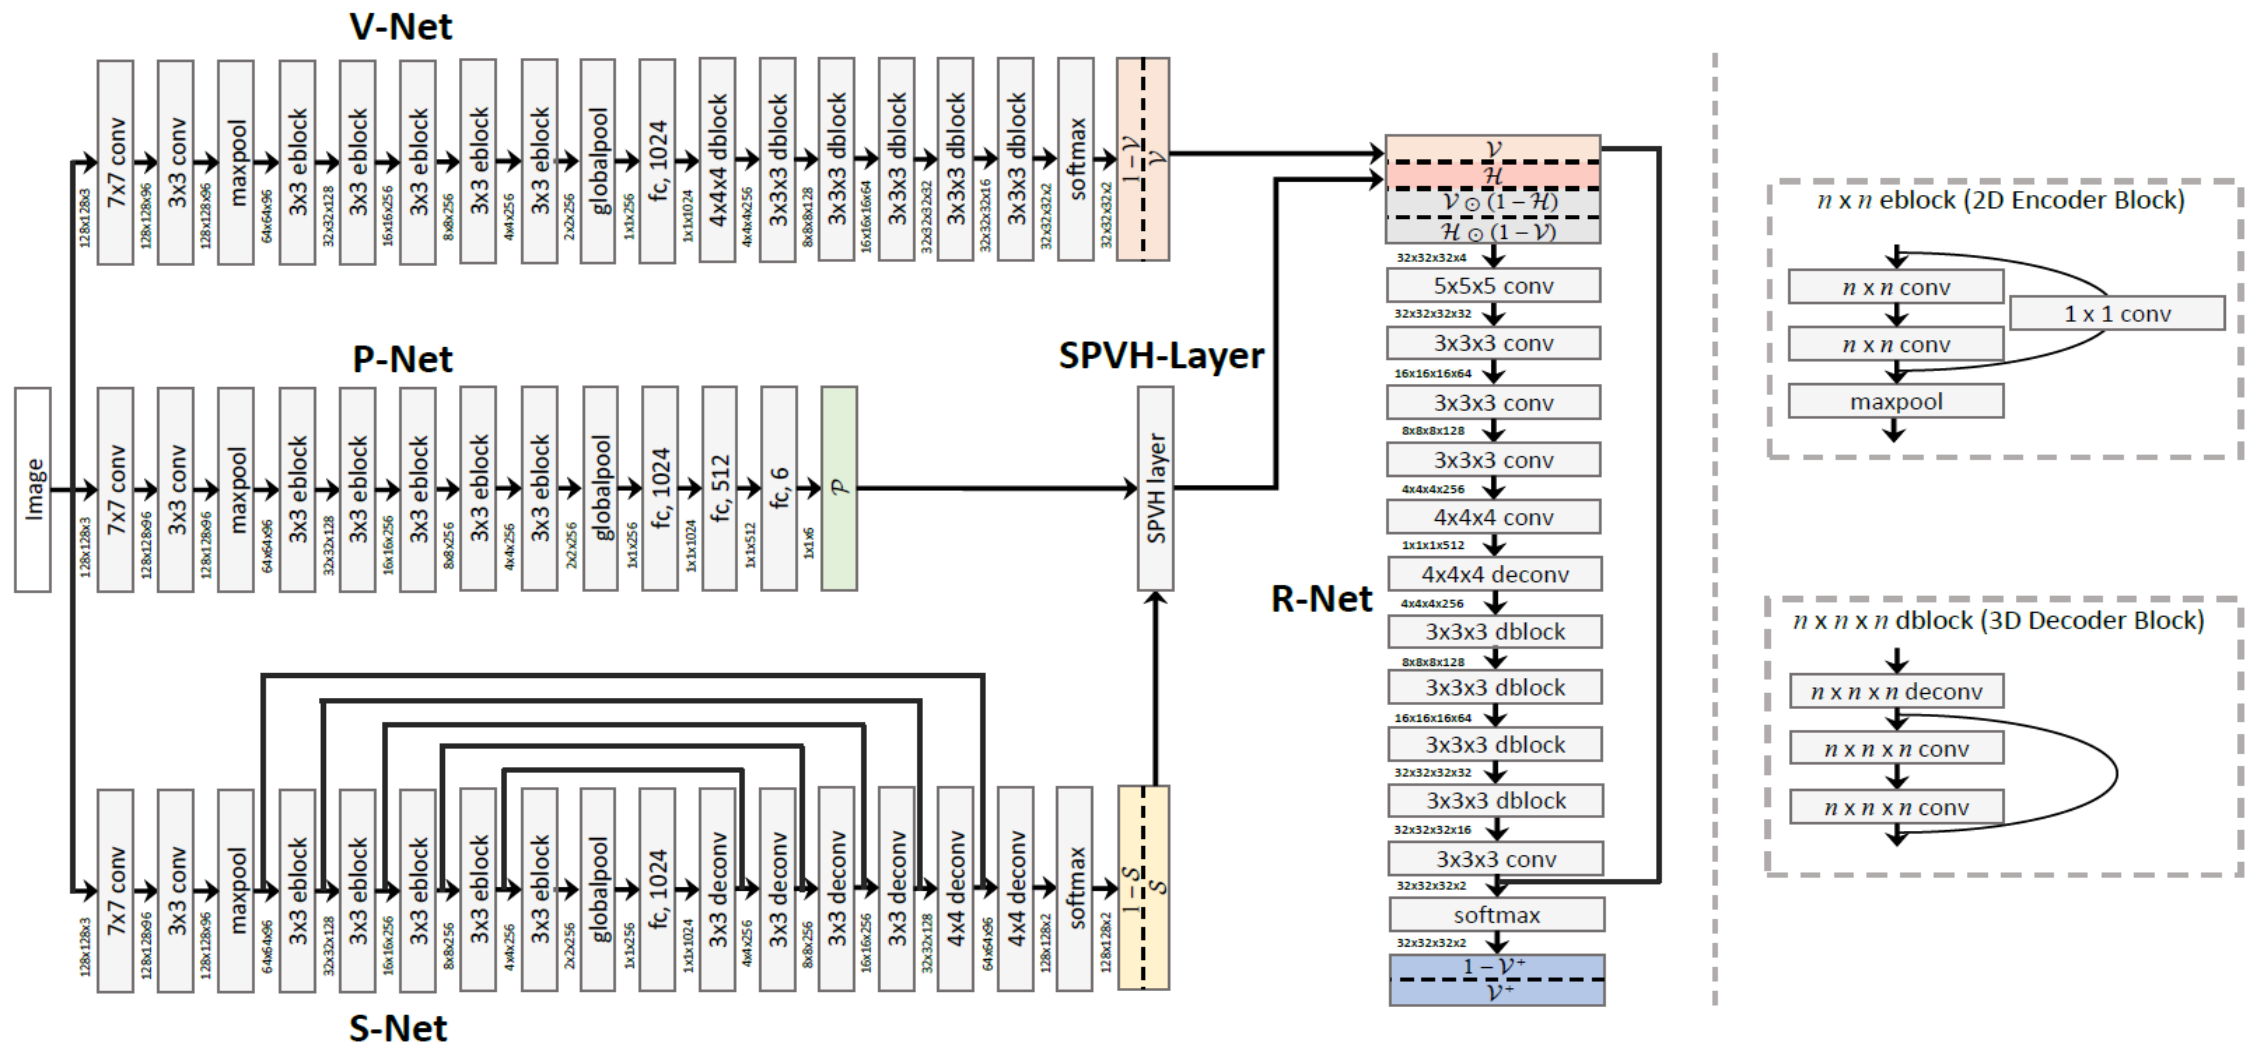 V-Net
128x128x3
7x7 conv
128x128x96
3x3 conv
128x128x96
maxpool
64x64x96
3x3 eblock
32x32x128
3x3 eblock
16x16x256
3x3 eblock
8x8x256
3x3 eblock
4x4x256
3x3 eblock
2x2x256
globalpool
1x1x256
fc, 1024
1x1x1024
4x4x4 dblock
4x4x4x256
3x3x3 dblock
8x8x8x128
3x3x3 dblock
16x16x16x64
3x3x3 dblock
32x32x32x32
3x3x3 dblock
32x32x32x16
3x3x3 dblock
32x32x32x2
softmax
32x32x32x2
1 − 𝒱
𝒱
P-Net
Image
128x128x3
7x7 conv
128x128x96
3x3 conv
128x128x96
maxpool
64x64x96
3x3 eblock
32x32x128
3x3 eblock
16x16x256
3x3 eblock
8x8x256
3x3 eblock
4x4x256
3x3 eblock
2x2x256
globalpool
1x1x256
fc, 1024
1x1x1024
fc, 512
1x1x512
fc, 6
1x1x6
𝒫
SPVH-Layer
SPVH layer
128x128x3
7x7 conv
128x128x96
3x3 conv
128x128x96
maxpool
64x64x96
3x3 eblock
32x32x128
3x3 eblock
16x16x256
3x3 eblock
8x8x256
3x3 eblock
4x4x256
3x3 eblock
2x2x256
globalpool
1x1x256
fc, 1024
1x1x1024
3x3 deconv
4x4x256
3x3 deconv
8x8x256
3x3 deconv
16x16x256
3x3 deconv
32x32x128
4x4 deconv
64x64x96
4x4 deconv
128x128x2
softmax
128x128x2
1 − 𝒮
𝒮
S-Net
R-Net
𝒱
ℋ
𝒱 ⊙ (1 − ℋ)
ℋ ⊙ (1 − 𝒱)
32x32x32x4
5x5x5 conv
32x32x32x32
3x3x3 conv
16x16x16x64
3x3x3 conv
8x8x8x128
3x3x3 conv
4x4x4x256
4x4x4 conv
1x1x1x512
4x4x4 deconv
4x4x4x256
3x3x3 dblock
8x8x8x128
3x3x3 dblock
16x16x16x64
3x3x3 dblock
32x32x32x32
3x3x3 dblock
32x32x32x16
3x3x3 conv
32x32x32x2
softmax
32x32x32x2
1 − 𝒱⁺
𝒱⁺
n x n eblock (2D Encoder Block)
n x n conv
1 x 1 conv
n x n conv
maxpool
n x n x n dblock (3D Decoder Block)
n x n x n deconv
n x n x n conv
n x n x n conv